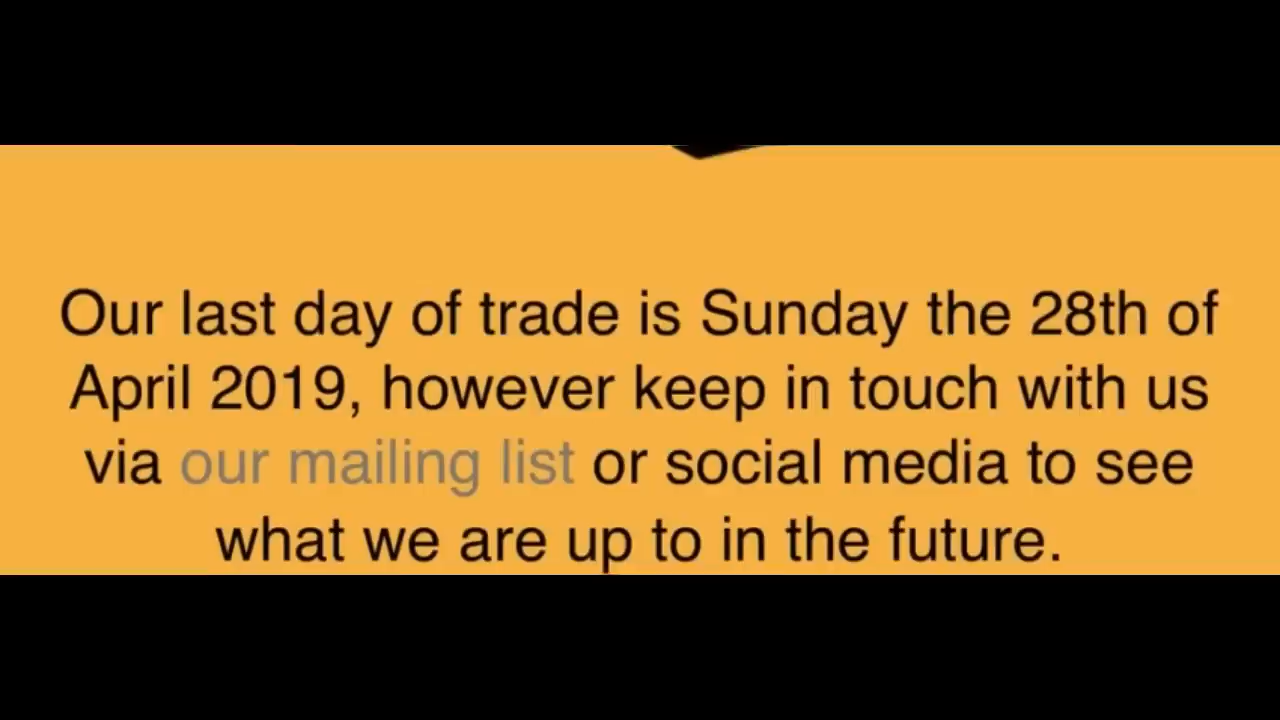 Our last day of trade is Sunday the 28th of
April 2019, however keep in touch with us
via our mailing list or social media to see
what we are up to in the future.